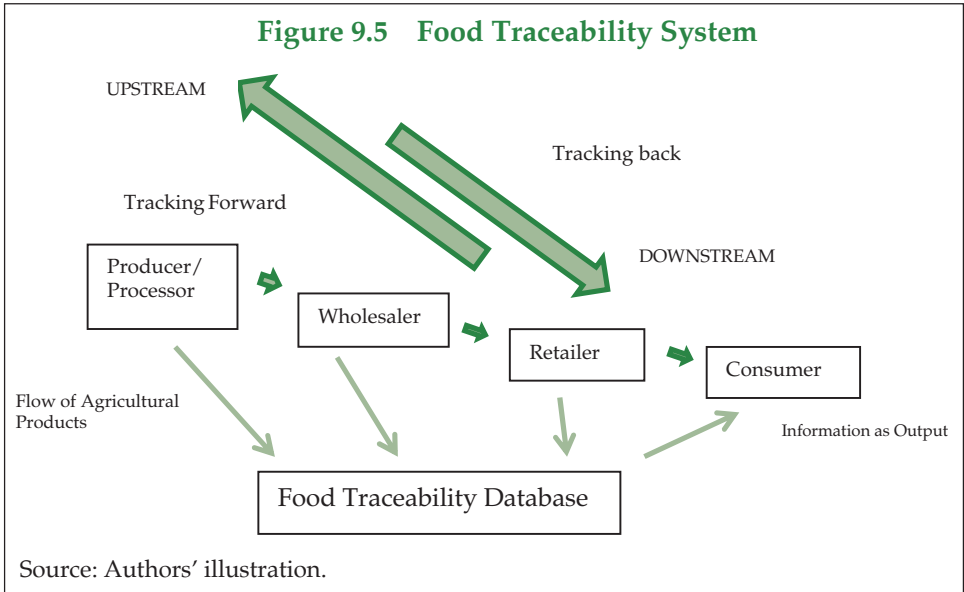 Figure 9.5 Food Traceability System
UPSTREAM
Tracking back
Tracking Forward
DOWNSTREAM
Producer/
Processor
Wholesaler
Retailer
Consumer
Flow of Agricultural
Products
Information as Output
Food Traceability Database
Source: Authors’ illustration.